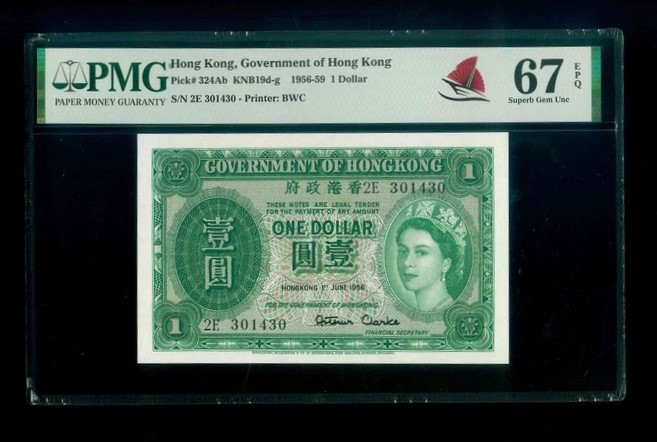 PMG
PAPER MONEY GUARANTY
Hong Kong, Government of Hong Kong
Pick# 324Ab KNB19d-g 1956-59 1 Dollar
S/N 2E 301430 - Printer: BWC
67 EPQ
Superb Gem Unc
GOVERNMENT OF HONGKONG
1
1
府政港香
2E 301430
THESE NOTES ARE LEGAL TENDER
FOR THE PAYMENT OF ANY AMOUNT
ONE DOLLAR
壹圓
圓壹
HONGKONG 1ST JUNE 1956
FOR THE GOVERNMENT OF HONGKONG
1
2E 301430
Arthur Clarke
FINANCIAL SECRETARY